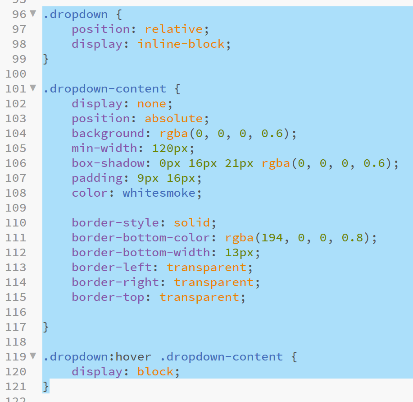 96 .dropdown {
97 position: relative;
98 display: inline-block;
99 }
100
101 .dropdown-content {
102 display: none;
103 position: absolute;
104 background: rgba(0, 0, 0, 0.6);
105 min-width: 120px;
106 box-shadow: 0px 16px 21px rgba(0, 0, 0, 0.6);
107 padding: 9px 16px;
108 color: whitesmoke;
109
110 border-style: solid;
111 border-bottom-color: rgba(194, 0, 0, 0.8);
112 border-bottom-width: 13px;
113 border-left: transparent;
114 border-right: transparent;
115 border-top: transparent;
116
117 }
118
119 .dropdown:hover .dropdown-content {
120 display: block;
121 }